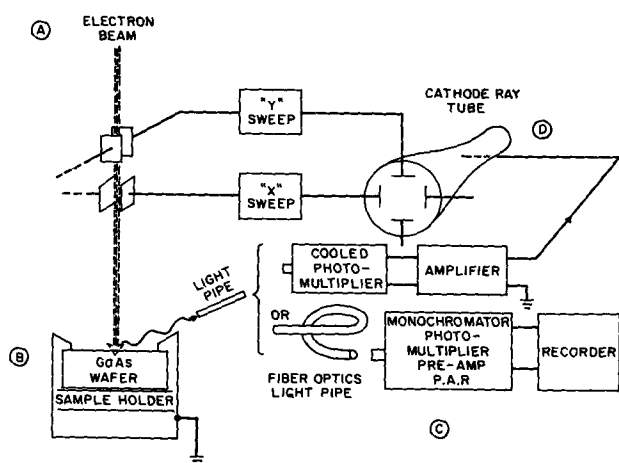 A
ELECTRON
BEAM
"Y"
SWEEP
CATHODE RAY
TUBE
D
"X"
SWEEP
LIGHT
PIPE
COOLED
PHOTO-
MULTIPLIER
AMPLIFIER
OR
FIBER OPTICS
LIGHT PIPE
MONOCHROMATOR
PHOTO-
MULTIPLIER
PRE-AMP
P.A.R
RECORDER
B
GaAs
WAFER
SAMPLE HOLDER
C